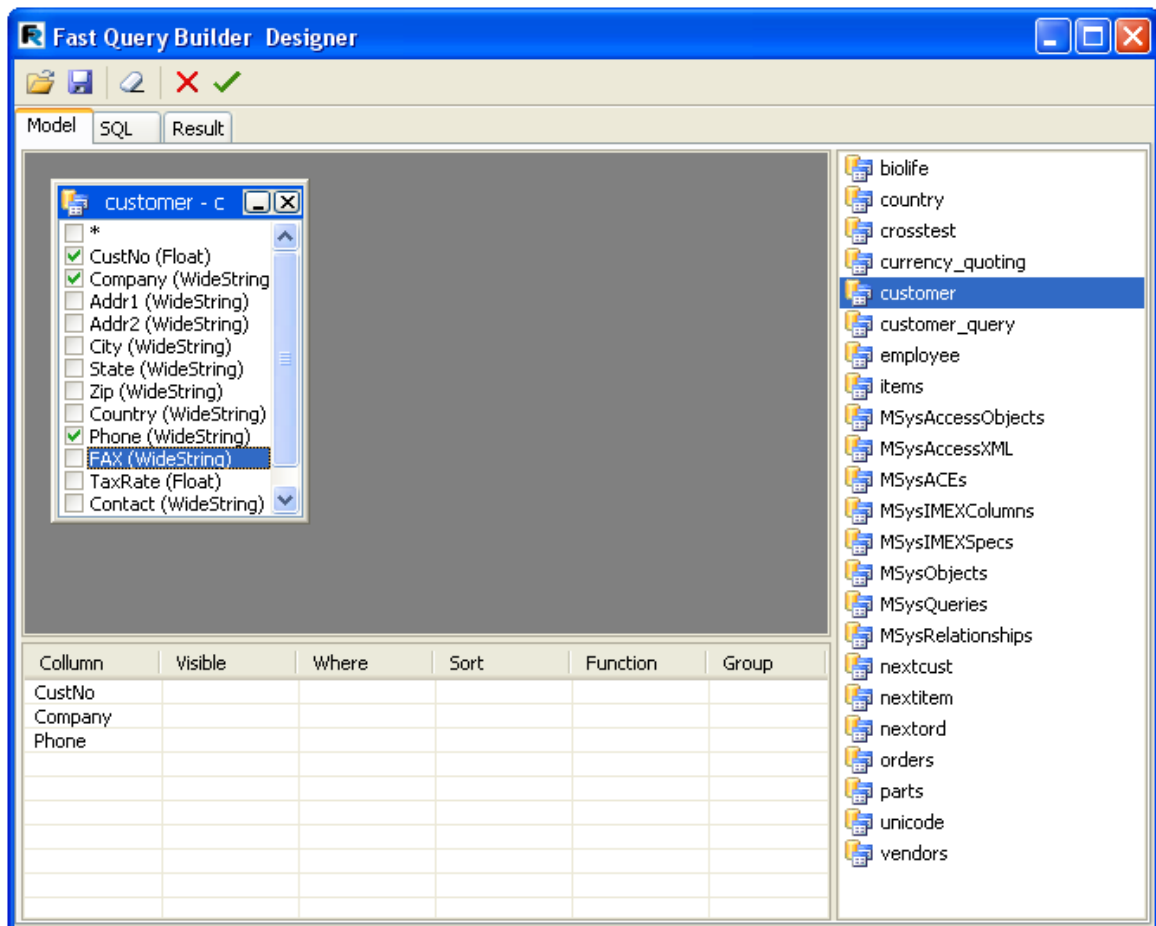 Fast Query Builder Designer
Model SQL Result
customer - c
*
CustNo (Float)
Company (WideString
Addr1 (WideString)
Addr2 (WideString)
City (WideString)
State (WideString)
Zip (WideString)
Country (WideString)
Phone (WideString)
FAX (WideString)
TaxRate (Float)
Contact (WideString)
biolife
country
crosstest
currency_quoting
customer
customer_query
employee
items
MSysAccessObjects
MSysAccessXML
MSysACEs
MSysIMEXColumns
MSysIMEXSpecs
MSysObjects
MSysQueries
MSysRelationships
nextcust
nextitem
nextord
orders
parts
unicode
vendors
Collumn Visible Where Sort Function Group
CustNo
Company
Phone